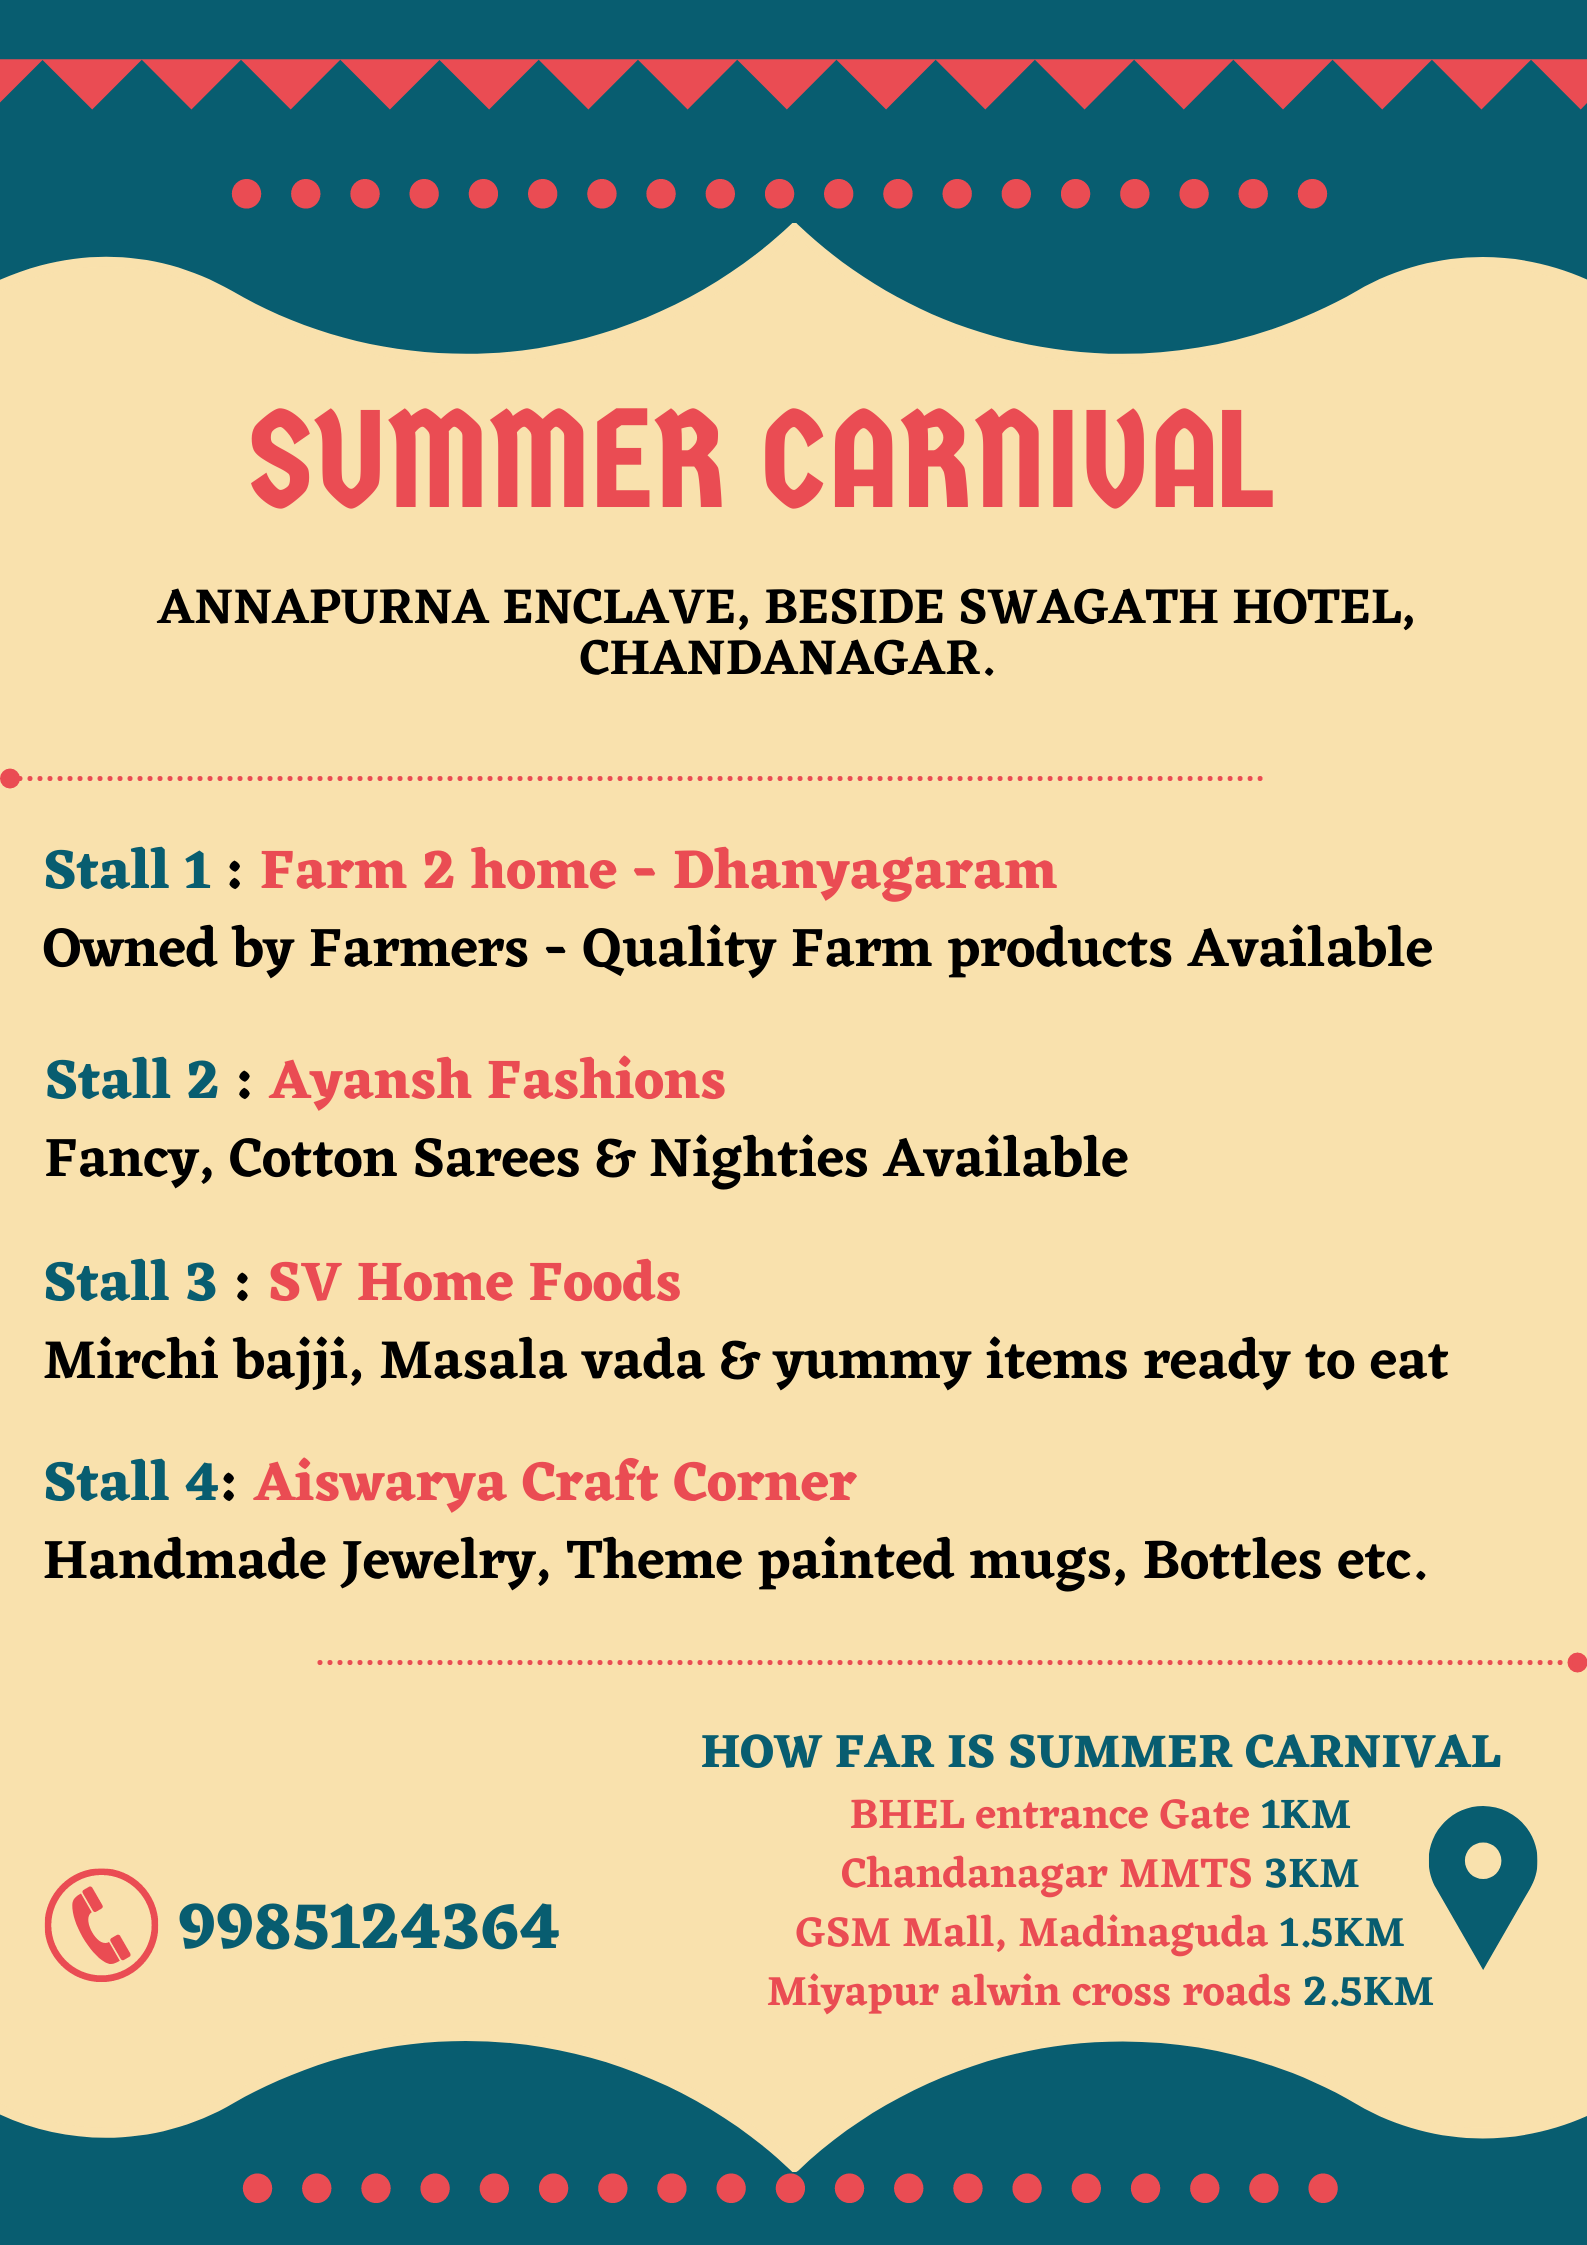 SUMMER CARNIVAL
ANNAPURNA ENCLAVE, BESIDE SWAGATH HOTEL,
CHANDANAGAR.
Stall 1 : Farm 2 home - Dhanyagaram
Owned by Farmers - Quality Farm products Available
Stall 2 : Ayansh Fashions
Fancy, Cotton Sarees & Nighties Available
Stall 3 : SV Home Foods
Mirchi bajji, Masala vada & yummy items ready to eat
Stall 4: Aiswarya Craft Corner
Handmade Jewelry, Theme painted mugs, Bottles etc.
HOW FAR IS SUMMER CARNIVAL
BHEL entrance Gate 1KM
Chandanagar MMTS 3KM
GSM Mall, Madinaguda 1.5KM
Miyapur alwin cross roads 2.5KM
9985124364